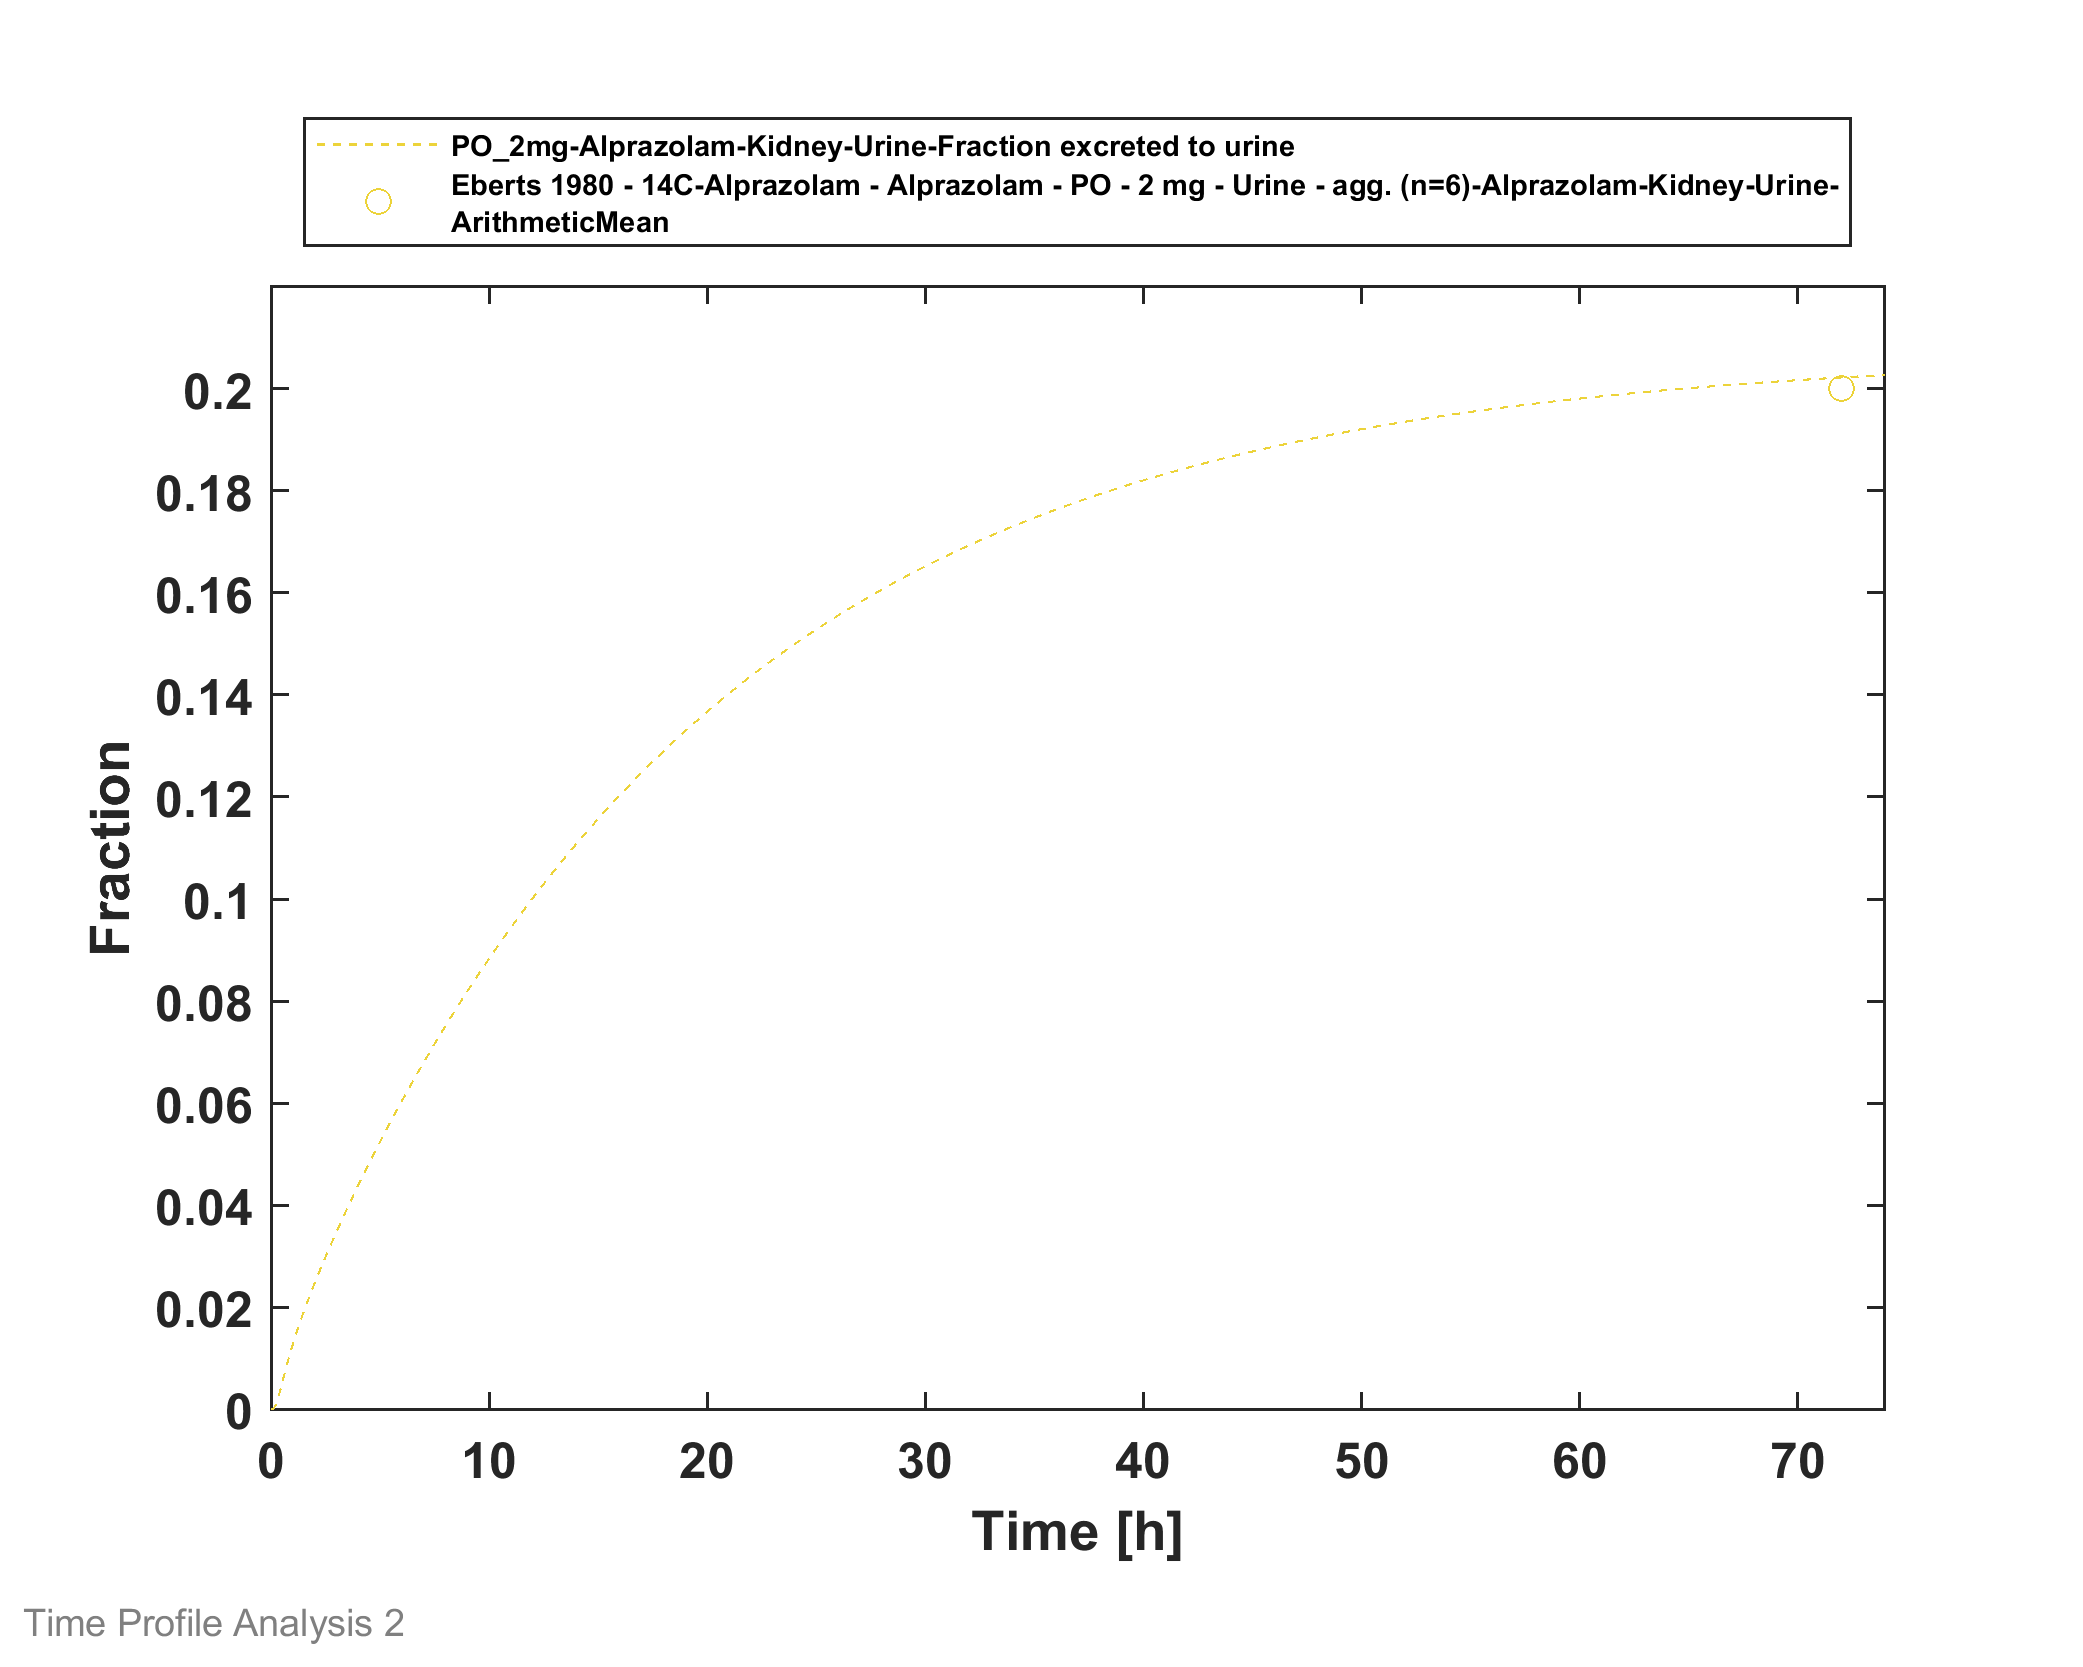 PO_2mg-Alprazolam-Kidney-Urine-Fraction excreted to urine
Eberts 1980 - 14C-Alprazolam - Alprazolam - PO - 2 mg - Urine - agg. (n=6)-Alprazolam-Kidney-Urine-
ArithmeticMean
0.2
0.18
0.16
0.14
0.12
0.1
0.08
0.06
0.04
0.02
0
Fraction
0 10 20 30 40 50 60 70
Time [h]
Time Profile Analysis 2